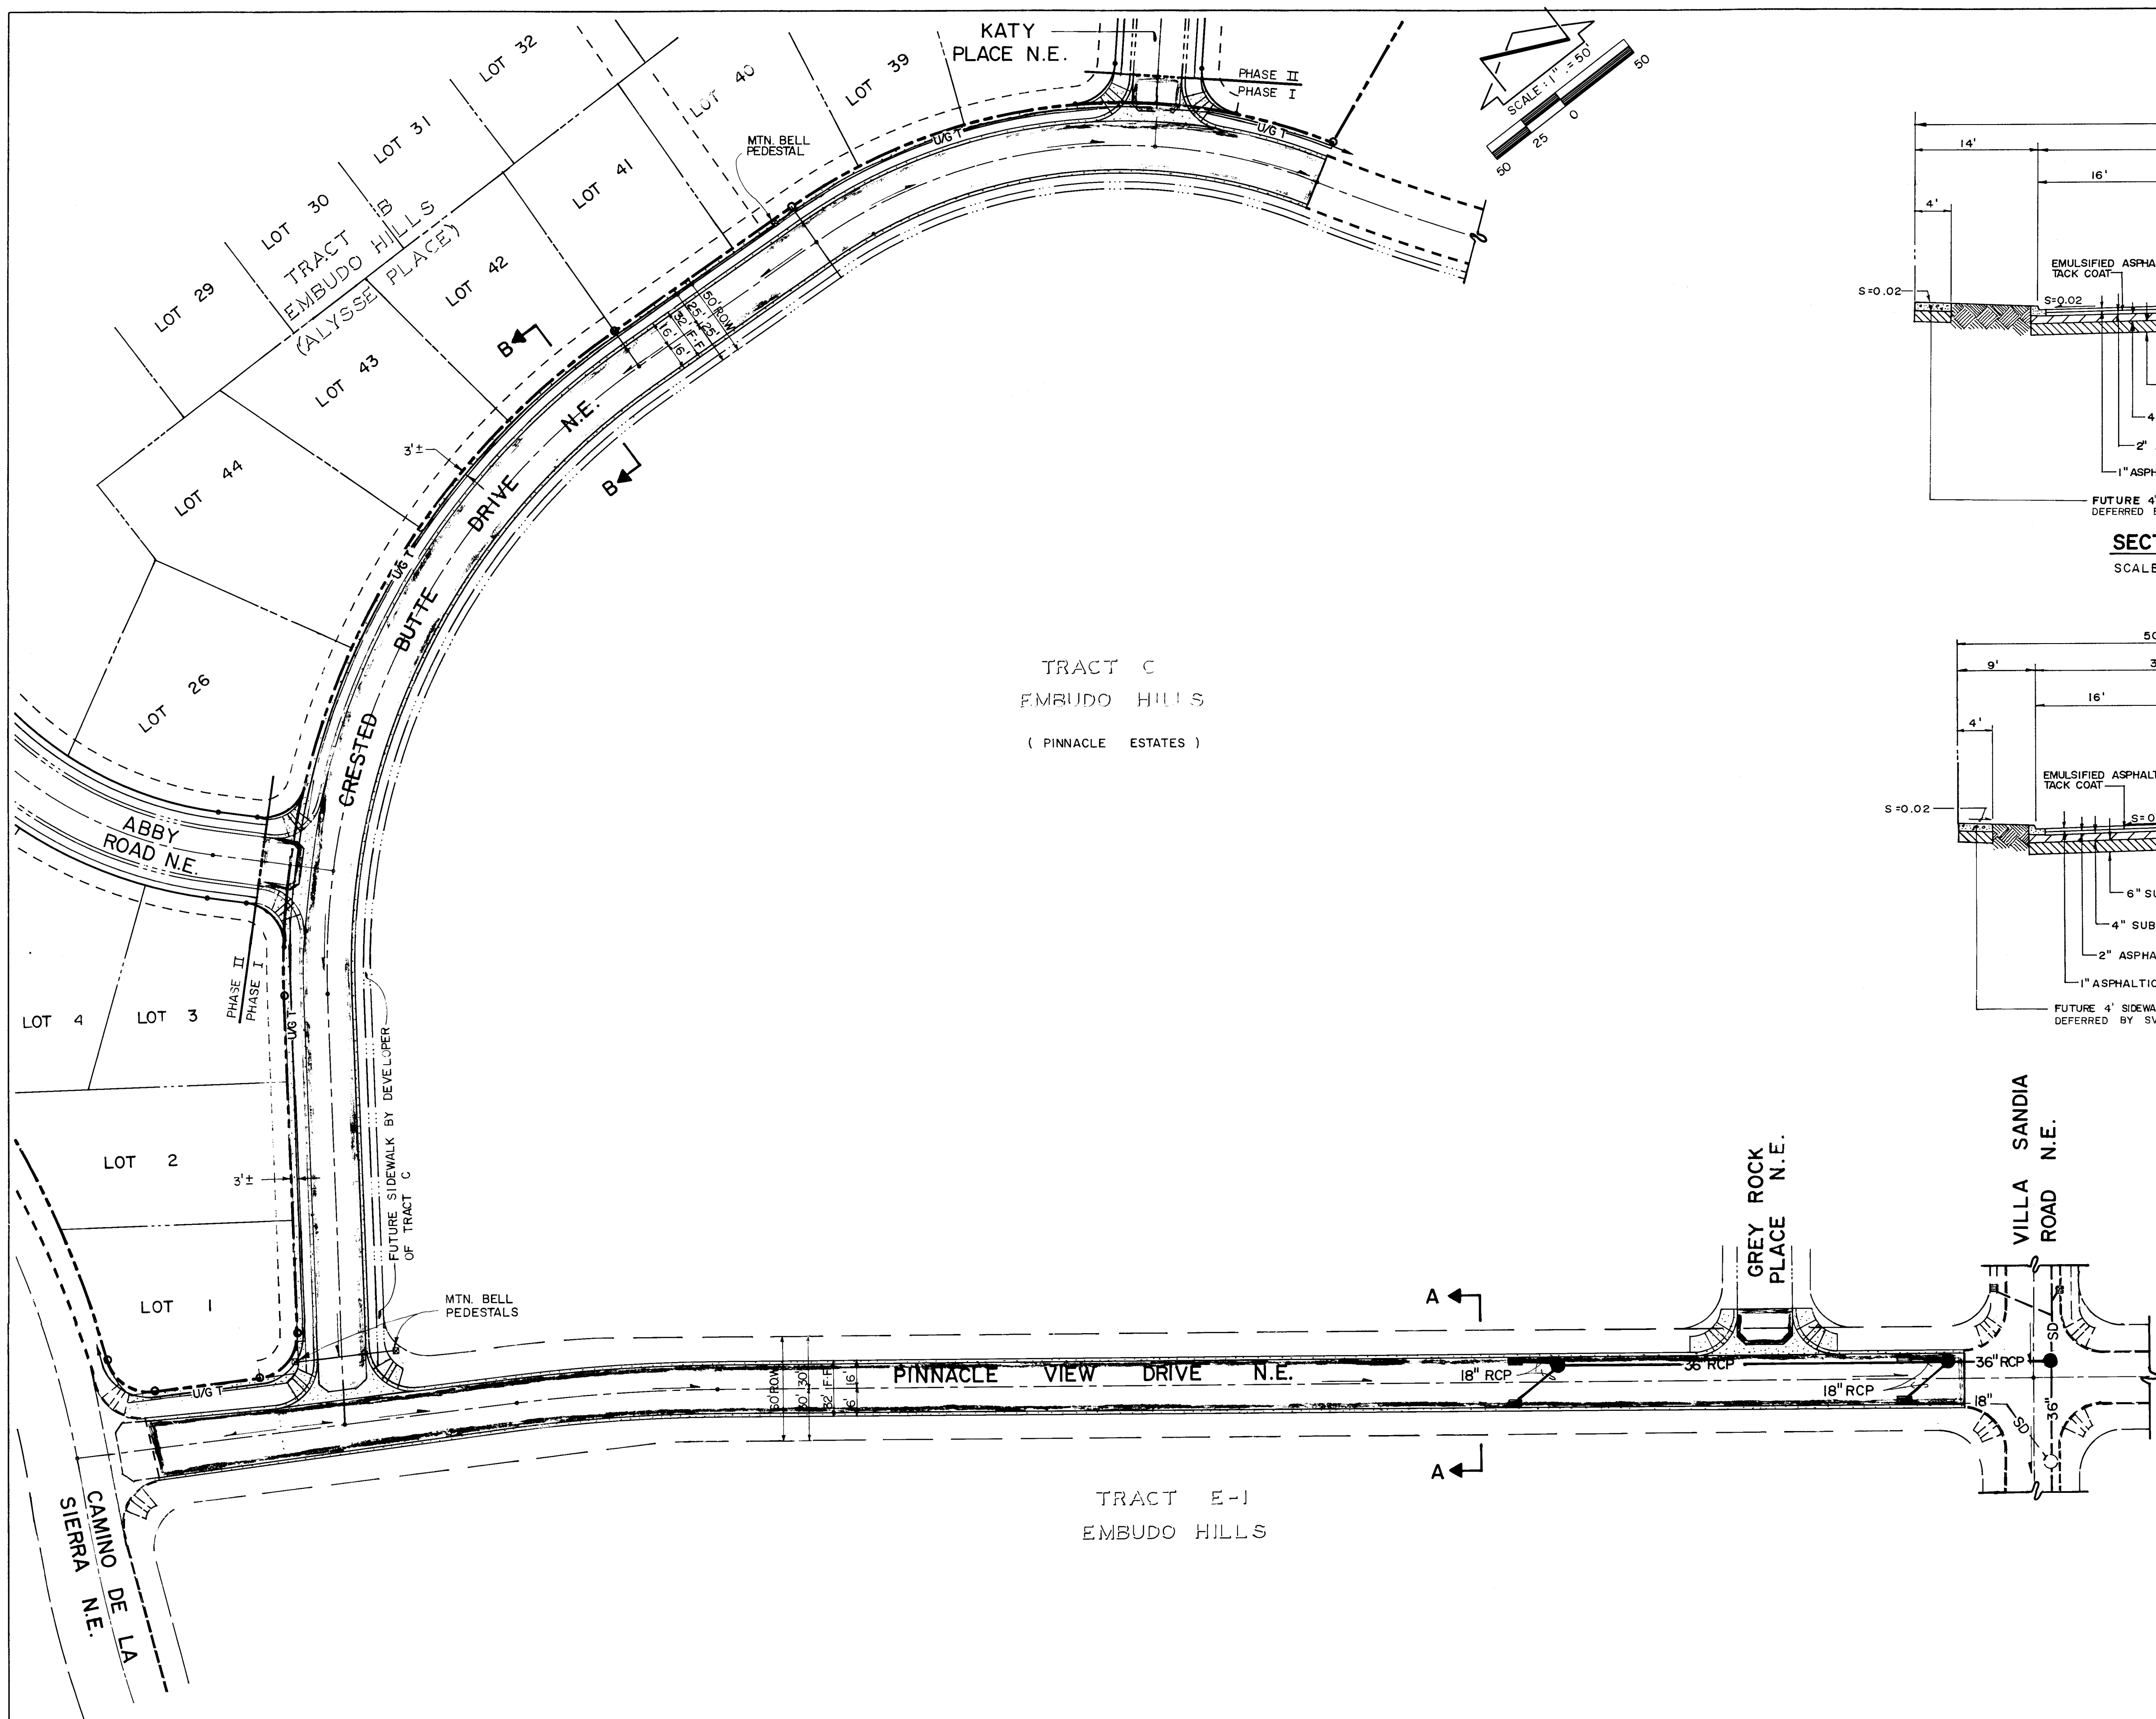 KATY
PLACE N.E.
PHASE II
PHASE I
SCALE: 1" = 50'
50
25
0
50
LOT 32
LOT 31
LOT 30
LOT 29
LOT 40
LOT 39
LOT 41
LOT 42
LOT 43
LOT 44
LOT 26
TRACT B
EMBUDO HILLS
(ALYSSE PLACE)
MTN. BELL
PEDESTAL
U/G T
U/G T
50' ROW
25' 25'
32' F-F
16' 16'
B
B
3'±
U/G T
CRESTED BUTTE DRIVE N.E.
ABBY
ROAD N.E.
PHASE II
PHASE I
U/G T
LOT 4
LOT 3
LOT 2
LOT 1
3'±
FUTURE SIDEWALK BY DEVELOPER
OF TRACT C
MTN. BELL
PEDESTALS
U/G T
TRACT C
EMBUDO HILLS
( PINNACLE ESTATES )
60' ROW
30' 30'
32' F-F
16' 16'
PINNACLE VIEW DRIVE N.E.
A
A
18" RCP
36" RCP
18" RCP
36" RCP
18"
SD
36"
SD
GREY ROCK
PLACE N.E.
VILLA SANDIA
ROAD N.E.
TRACT E-1
EMBUDO HILLS
CAMINO DE LA
SIERRA N.E.
14'
16'
4'
EMULSIFIED ASPHA
TACK COAT
S=0.02
S=0.02
4
2"
1" ASPH
FUTURE 4'
DEFERRED B
SECT
SCALE
50
9'
3
16'
4'
EMULSIFIED ASPHALT
TACK COAT
S=0.02
S=0
6" SU
4" SUB
2" ASPHA
1" ASPHALTIC
FUTURE 4' SIDEWA
DEFERRED BY SV